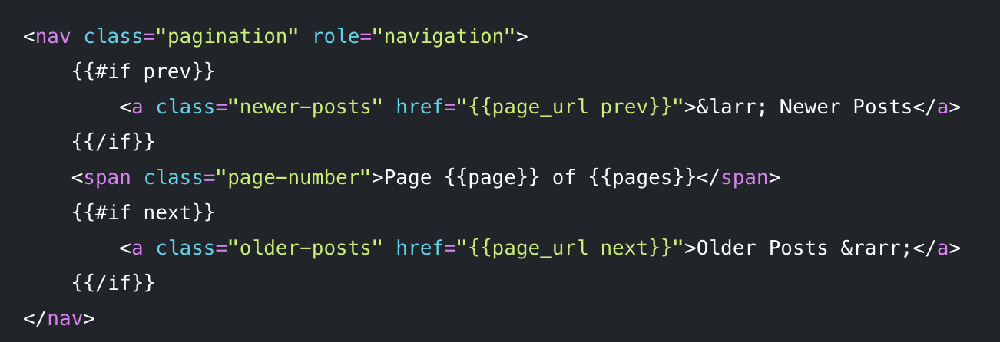 <nav class="pagination" role="navigation">
    {{#if prev}}
        <a class="newer-posts" href="{{page_url prev}}">&larr; Newer Posts</a>
    {{/if}}
    <span class="page-number">Page {{page}} of {{pages}}</span>
    {{#if next}}
        <a class="older-posts" href="{{page_url next}}">Older Posts &rarr;</a>
    {{/if}}
</nav>